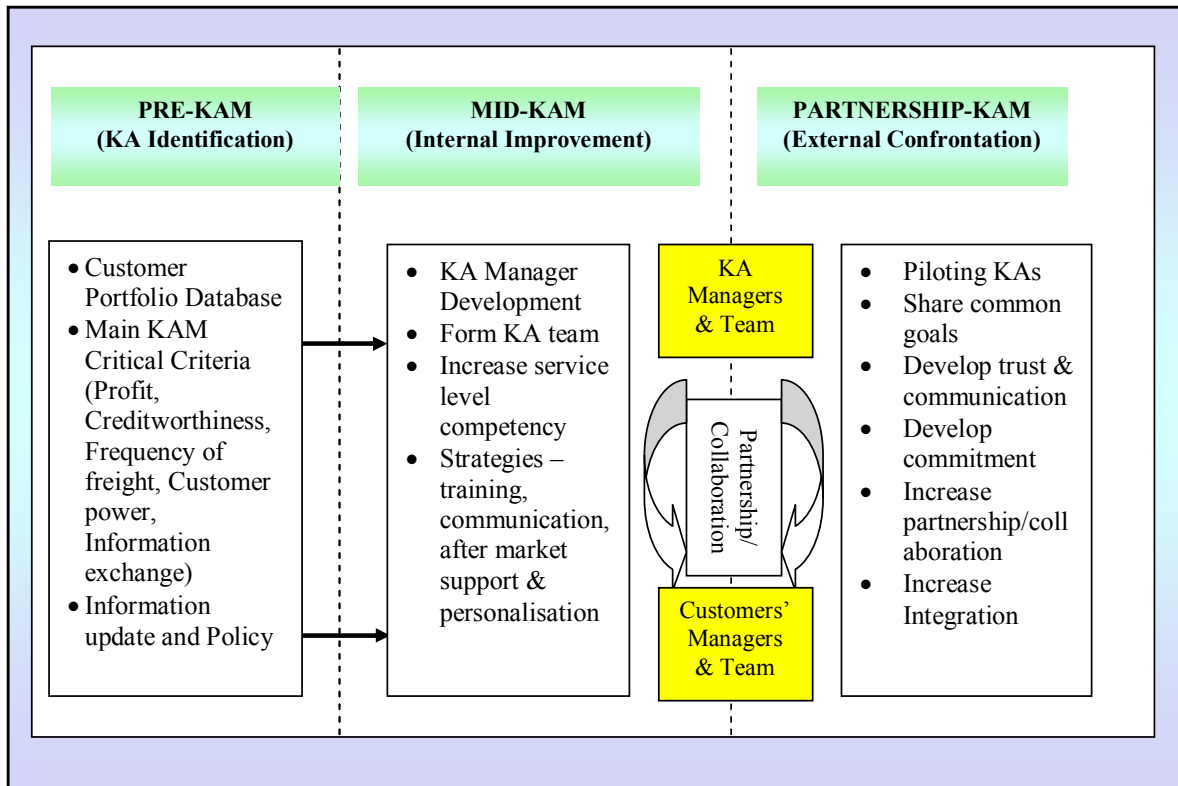 PRE-KAM
(KA Identification)
MID-KAM
(Internal Improvement)
PARTNERSHIP-KAM
(External Confrontation)
• Customer
Portfolio Database
• Main KAM
Critical Criteria
(Profit,
Creditworthiness,
Frequency of
freight, Customer
power,
Information
exchange)
• Information
update and Policy
• KA Manager
Development
• Form KA team
• Increase service
level
competency
• Strategies –
training,
communication,
after market
support &
personalisation
KA
Managers
& Team
Partnership/
Collaboration
Customers’
Managers
& Team
• Piloting KAs
• Share common
goals
• Develop trust &
communication
• Develop
commitment
• Increase
partnership/coll
aboration
• Increase
Integration